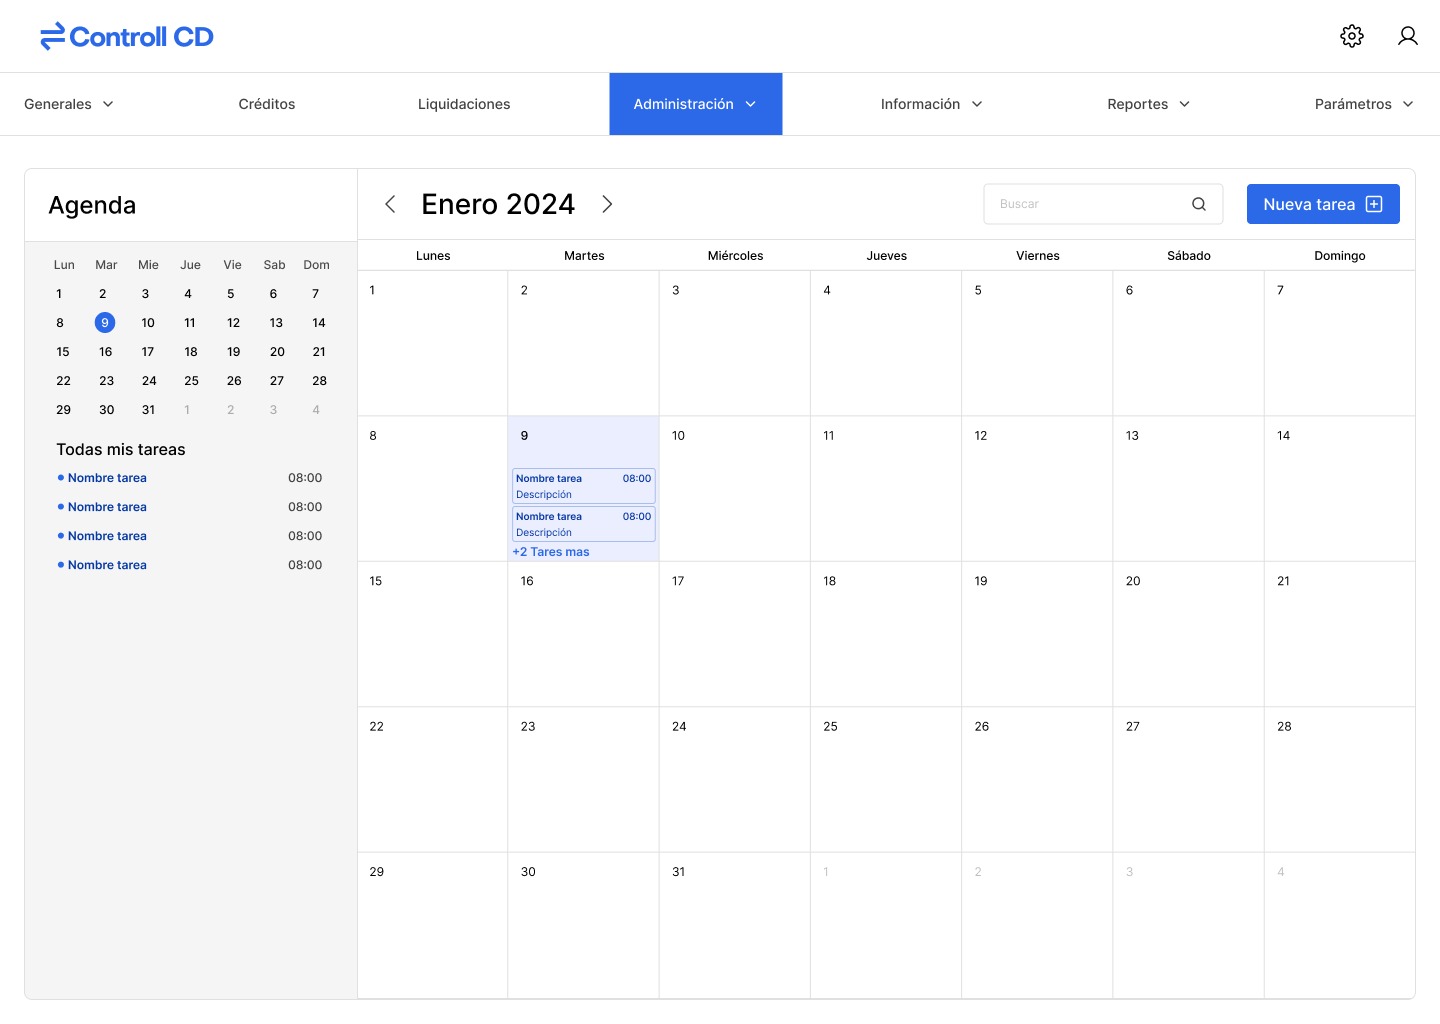 Controll CD
Generales Créditos Liquidaciones Administración Información Reportes Parámetros
Agenda
Lun Mar Mie Jue Vie Sab Dom
1 2 3 4 5 6 7
8 9 10 11 12 13 14
15 16 17 18 19 20 21
22 23 24 25 26 27 28
29 30 31 1 2 3 4
Todas mis tareas
Nombre tarea 08:00
Nombre tarea 08:00
Nombre tarea 08:00
Nombre tarea 08:00
Enero 2024
Buscar
Nueva tarea
Lunes Martes Miércoles Jueves Viernes Sábado Domingo
1 2 3 4 5 6 7
8 9 10 11 12 13 14
Nombre tarea 08:00
Descripción
Nombre tarea 08:00
Descripción
+2 Tares mas
15 16 17 18 19 20 21
22 23 24 25 26 27 28
29 30 31 1 2 3 4